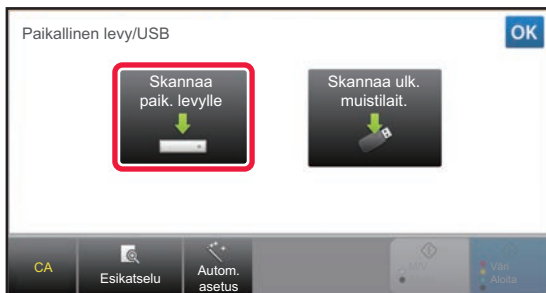 Paikallinen levy/USB
OK
Skannaa
paik. levylle
Skannaa ulk.
muistilait.
CA
Esikatselu
Autom.
asetus
Väri
Aloita